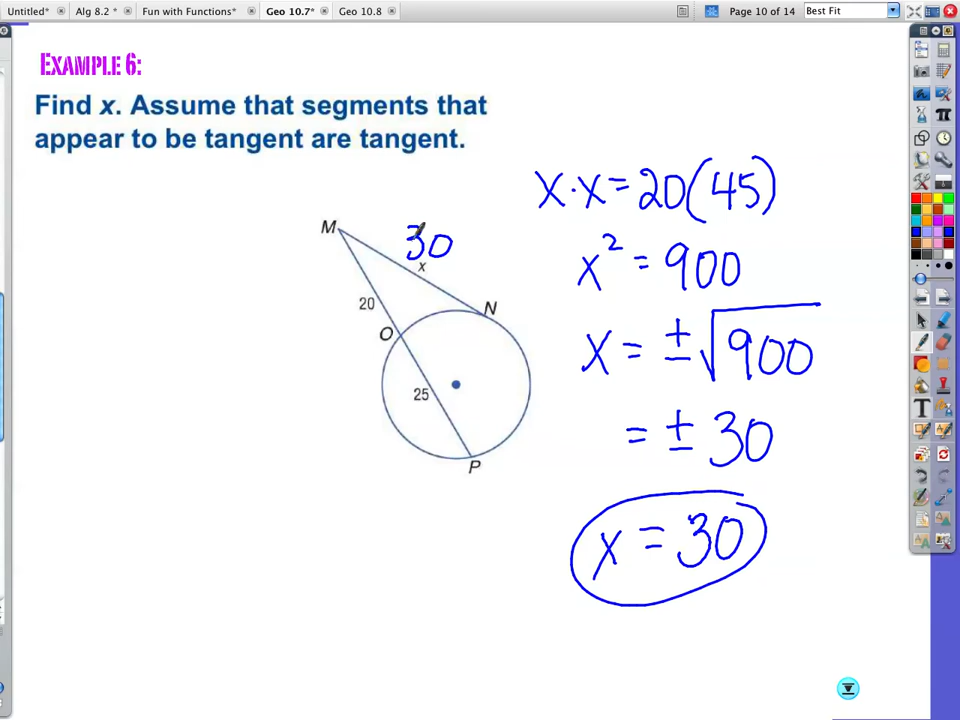 Untitled* Alg 8.2 * Fun with Functions* Geo 10.7* Geo 10.8 Page 10 of 14 Best Fit
EXAMPLE 6:
Find x. Assume that segments that
appear to be tangent are tangent.
M
30
x
20
N
O
25
P
x·x=20(45)
x²=900
x = ±√900
= ± 30
x = 30
T